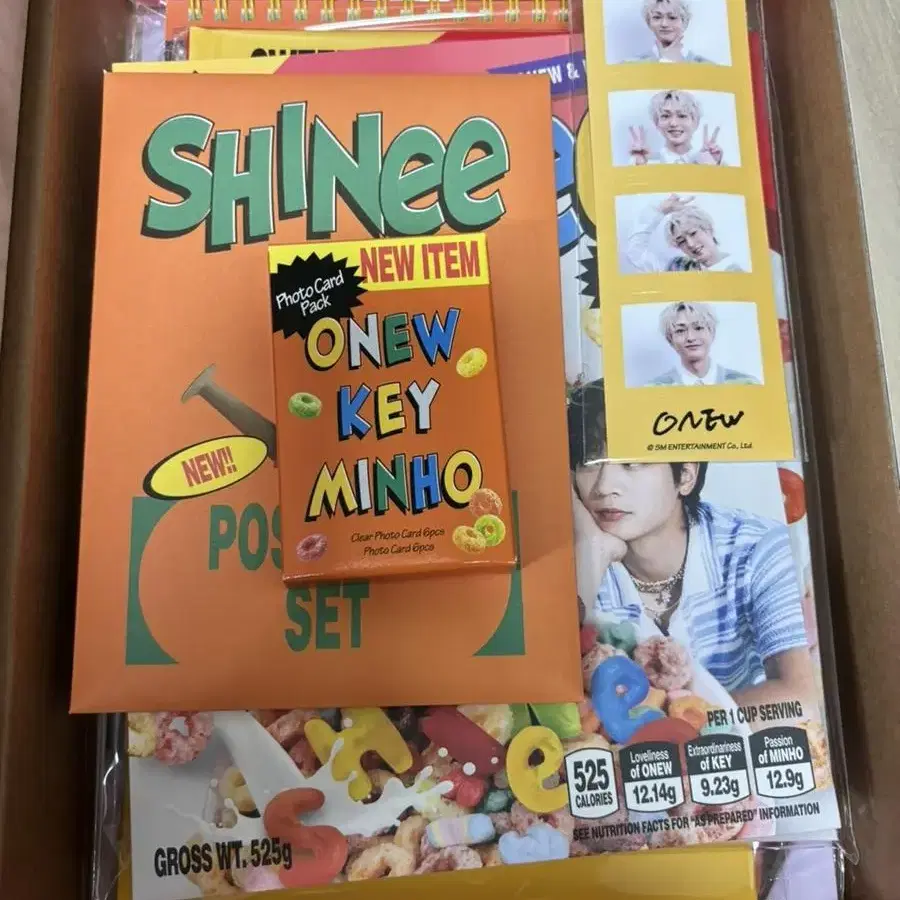 SHINee
NEW ITEM
Photo Card
Pack
ONEW
KEY
MINHO
Clear Photo Card 6pcs
Photo Card 6pcs
NEW!!
SET
ONEW
© SM ENTERTAINMENT Co., Ltd.
SHINee
PER 1 CUP SERVING
525
CALORIES
Loveliness
of ONEW
12.14g
Extraordinariness
of KEY
9.23g
Passion
of MINHO
12.9g
SEE NUTRITION FACTS FOR "AS PREPARED" INFORMATION
GROSS WT. 525g